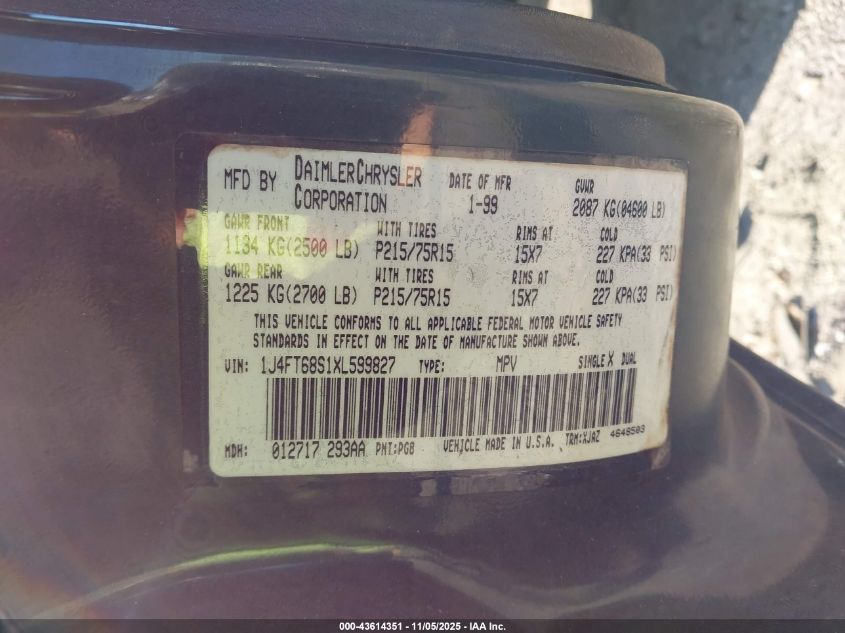 MFD BY DAIMLERCHRYSLER CORPORATION DATE OF MFR 1-99 GVWR 2087 KG(04600 LB)
GAWR FRONT WITH TIRES RIMS AT COLD
1134 KG(2500 LB) P215/75R15 15X7 227 KPA(33 PSI)
GAWR REAR WITH TIRES RIMS AT COLD
1225 KG(2700 LB) P215/75R15 15X7 227 KPA(33 PSI)
THIS VEHICLE CONFORMS TO ALL APPLICABLE FEDERAL MOTOR VEHICLE SAFETY
STANDARDS IN EFFECT ON THE DATE OF MANUFACTURE SHOWN ABOVE.
VIN: 1J4FT68S1XL599827 TYPE: MPV SINGLE X DUAL
MDH: 012717 293AA PNT:PG8 VEHICLE MADE IN U.S.A. TRM:XJAZ 4648503
000-43614351 - 11/05/2025 - IAA Inc.